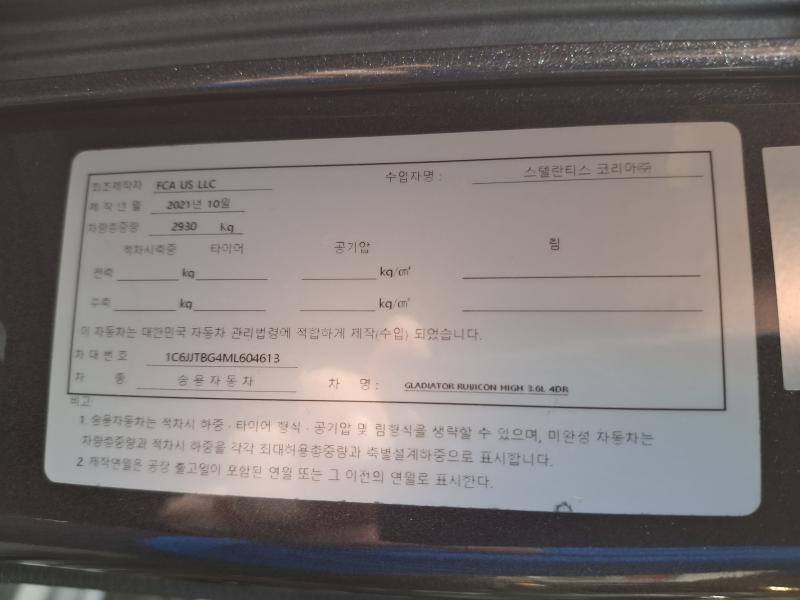 최초제작자 FCA US LLC 수입자명 : 스텔란티스 코리아㈜
제작년월 2021년 10월
차량총중량 2930 kg
적차시축중 타이어 공기압 림
전축 kg kg/㎠
후축 kg kg/㎠
이 자동차는 대한민국 자동차 관리법령에 적합하게 제작(수입) 되었습니다.
차대번호 1C6JJTBG4ML604613
차 종 승용자동차 차 명 : GLADIATOR RUBICON HIGH 3.6L 4DR
비고:
1. 승용자동차는 적차시 하중 · 타이어 형식 · 공기압 및 림형식을 생략할 수 있으며, 미완성 자동차는
차량총중량과 적차시 하중을 각각 최대허용총중량과 축별설계하중으로 표시합니다.
2. 제작연월은 공장 출고일이 포함된 연월 또는 그 이전의 연월로 표시한다.